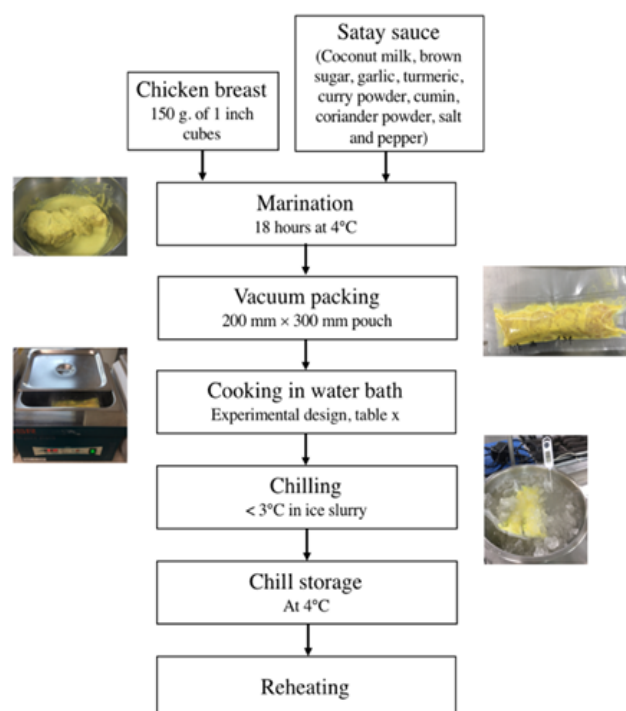 Satay sauce
(Coconut milk, brown
sugar, garlic, turmeric,
curry powder, cumin,
coriander powder, salt
and pepper)
Chicken breast
150 g. of 1 inch
cubes
Marination
18 hours at 4°C
Vacuum packing
200 mm × 300 mm pouch
Cooking in water bath
Experimental design, table x
Chilling
< 3°C in ice slurry
Chill storage
At 4°C
Reheating